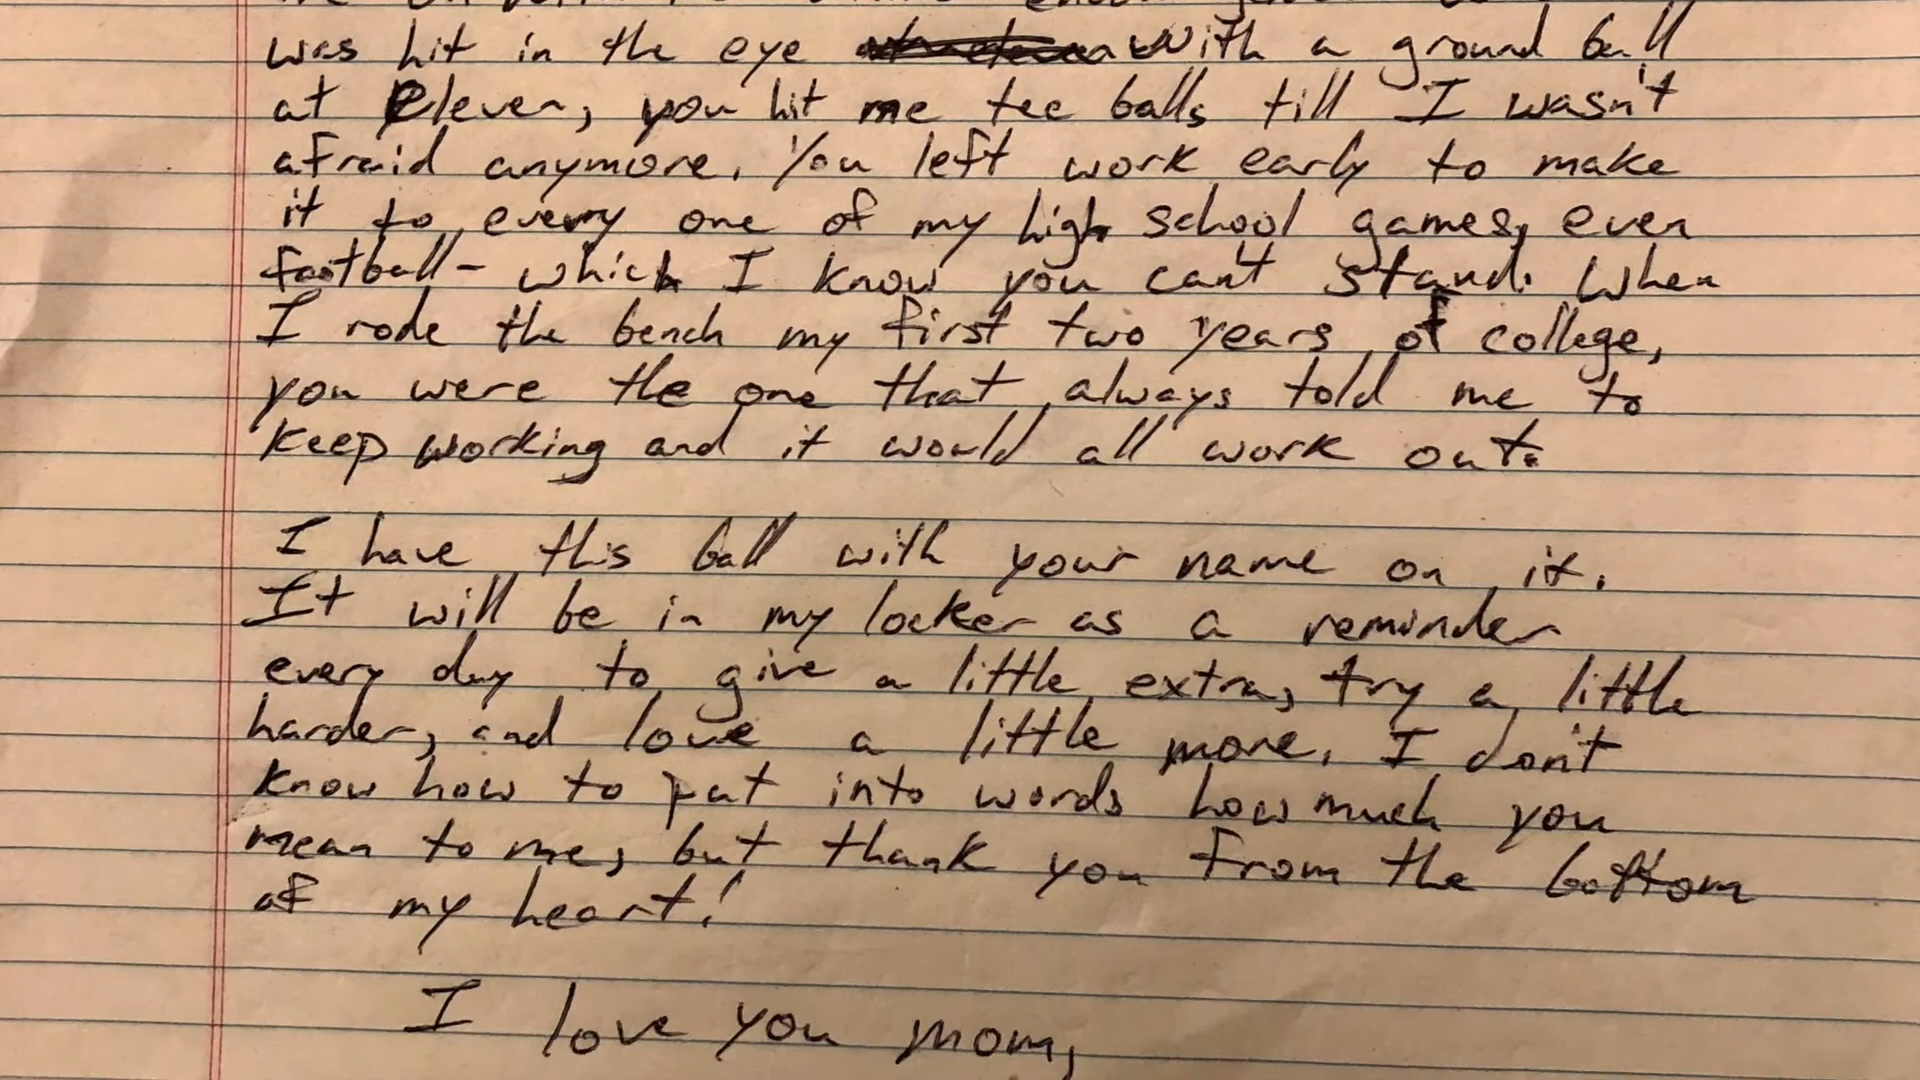 was hit in the eye with a ground ball
at eleven, you hit me tee balls till I wasn't
afraid anymore. You left work early to make
it to every one of my high school games, even
football - which I know you can't stand. When
I rode the bench my first two years of college,
you were the one that always told me to
keep working and it would all work out.
I have this ball with your name on it.
It will be in my locker as a reminder
every day to give a little extra, try a little
harder, and love a little more. I don't
know how to put into words how much you
mean to me, but thank you from the bottom
of my heart!
I love you mom,